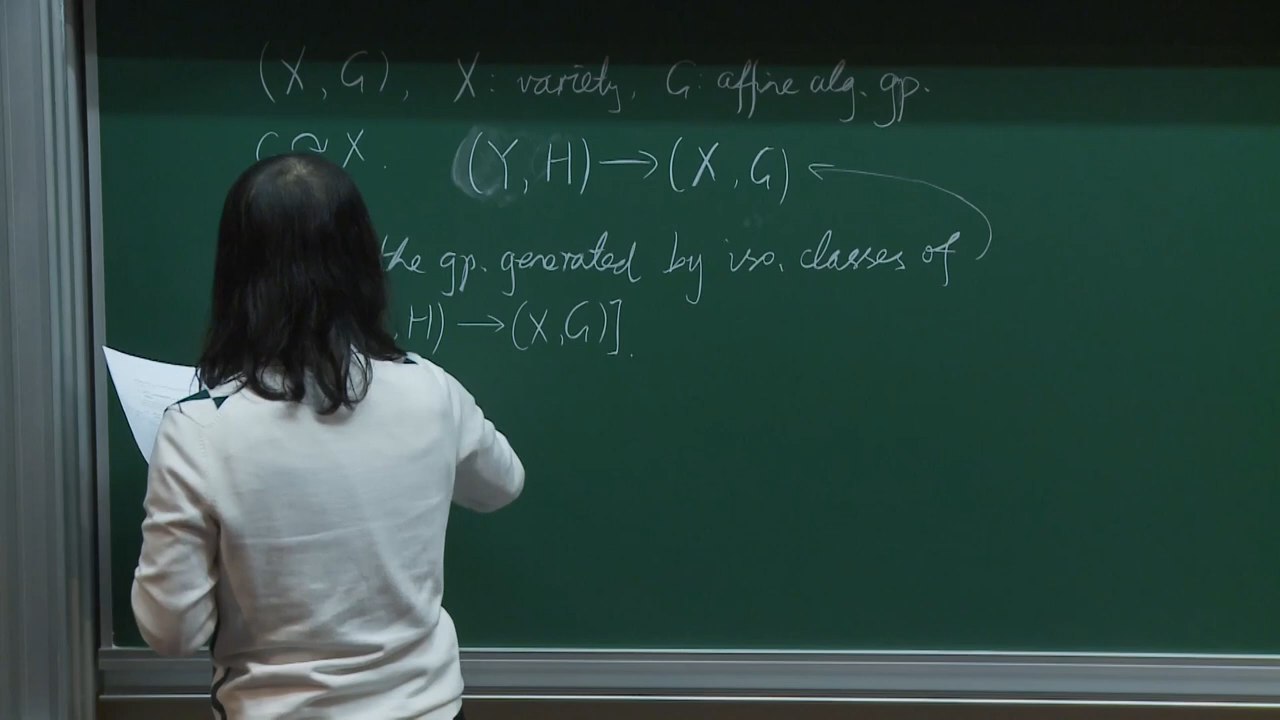 (X, G), X: variety, G: affine alg. gp.
G ↷ X. (Y, H) → (X, G)
the gp. generated by iso. classes of
, H) → (X, G)].